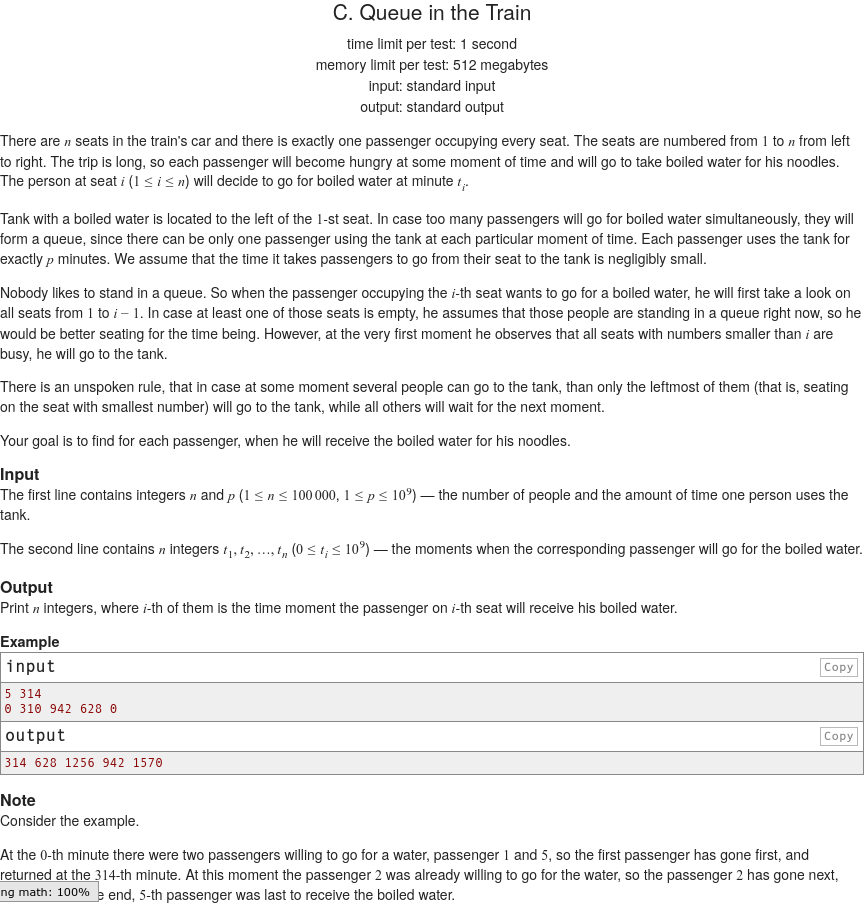 C. Queue in the Train
time limit per test: 1 second
memory limit per test: 512 megabytes
input: standard input
output: standard output
There are n seats in the train's car and there is exactly one passenger occupying every seat. The seats are numbered from 1 to n from left
to right. The trip is long, so each passenger will become hungry at some moment of time and will go to take boiled water for his noodles.
The person at seat i (1 ≤ i ≤ n) will decide to go for boiled water at minute t_i.
Tank with a boiled water is located to the left of the 1-st seat. In case too many passengers will go for boiled water simultaneously, they will
form a queue, since there can be only one passenger using the tank at each particular moment of time. Each passenger uses the tank for
exactly p minutes. We assume that the time it takes passengers to go from their seat to the tank is negligibly small.
Nobody likes to stand in a queue. So when the passenger occupying the i-th seat wants to go for a boiled water, he will first take a look on
all seats from 1 to i − 1. In case at least one of those seats is empty, he assumes that those people are standing in a queue right now, so he
would be better seating for the time being. However, at the very first moment he observes that all seats with numbers smaller than i are
busy, he will go to the tank.
There is an unspoken rule, that in case at some moment several people can go to the tank, than only the leftmost of them (that is, seating
on the seat with smallest number) will go to the tank, while all others will wait for the next moment.
Your goal is to find for each passenger, when he will receive the boiled water for his noodles.
Input
The first line contains integers n and p (1 ≤ n ≤ 100 000, 1 ≤ p ≤ 10^9) — the number of people and the amount of time one person uses the
tank.
The second line contains n integers t_1, t_2, ..., t_n (0 ≤ t_i ≤ 10^9) — the moments when the corresponding passenger will go for the boiled water.
Output
Print n integers, where i-th of them is the time moment the passenger on i-th seat will receive his boiled water.
Example
input
Copy
5 314
0 310 942 628 0
output
Copy
314 628 1256 942 1570
Note
Consider the example.
At the 0-th minute there were two passengers willing to go for a water, passenger 1 and 5, so the first passenger has gone first, and
returned at the 314-th minute. At this moment the passenger 2 was already willing to go for the water, so the passenger 2 has gone next,
ng math: 100% e end, 5-th passenger was last to receive the boiled water.